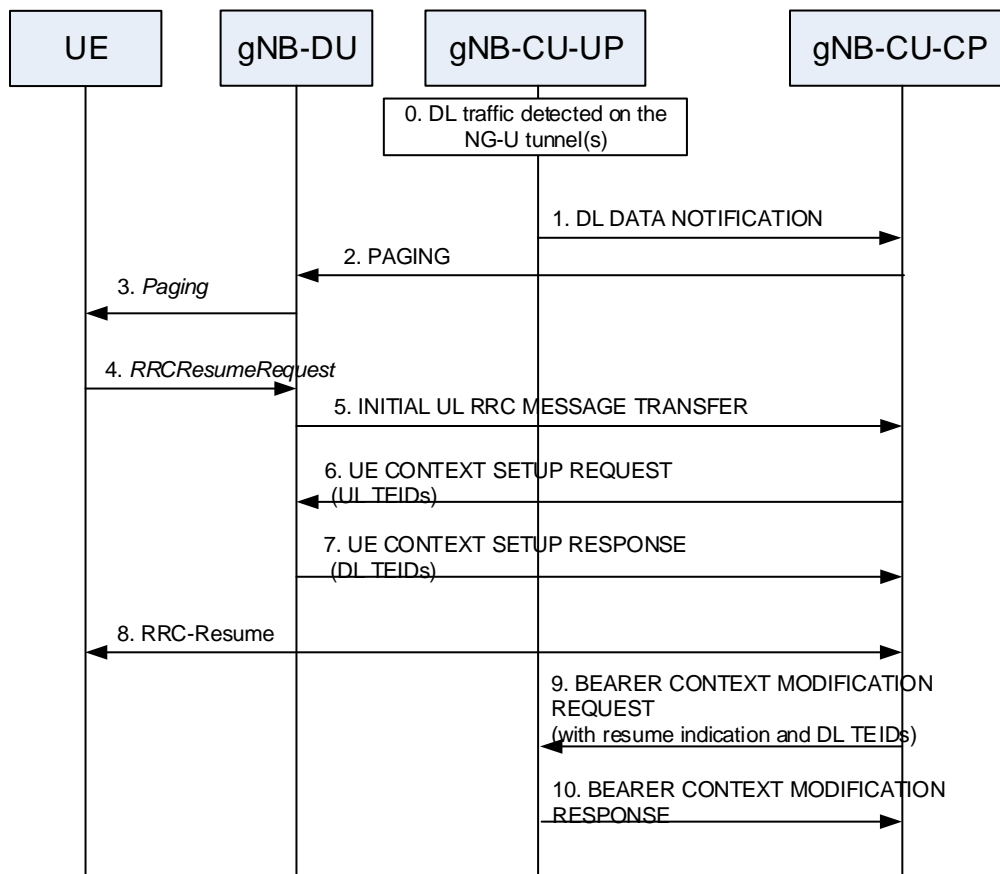 UE
gNB-DU
gNB-CU-UP
gNB-CU-CP
0. DL traffic detected on the
NG-U tunnel(s)
1. DL DATA NOTIFICATION
2. PAGING
3. Paging
4. RRCResumeRequest
5. INITIAL UL RRC MESSAGE TRANSFER
6. UE CONTEXT SETUP REQUEST
(UL TEIDs)
7. UE CONTEXT SETUP RESPONSE
(DL TEIDs)
8. RRC-Resume
9. BEARER CONTEXT MODIFICATION
REQUEST
(with resume indication and DL TEIDs)
10. BEARER CONTEXT MODIFICATION
RESPONSE